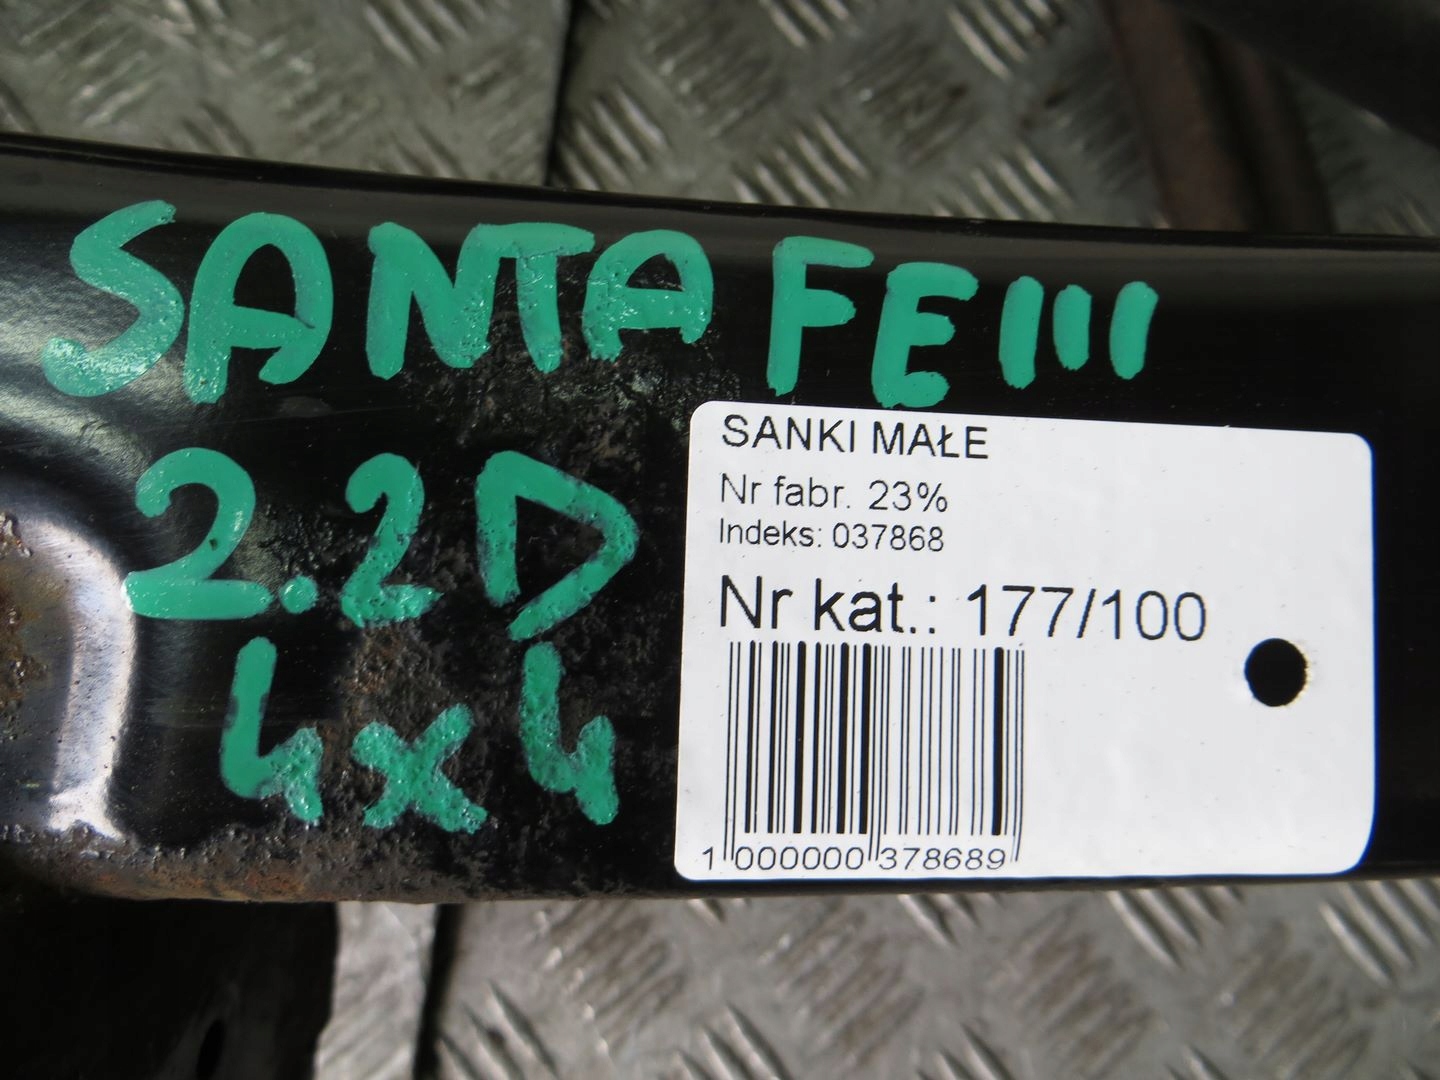 SANTA FE III
2.2D
4x4
SANKI MAŁE
Nr fabr. 23%
Indeks: 037868
Nr kat.: 177/100
1 000000 378689